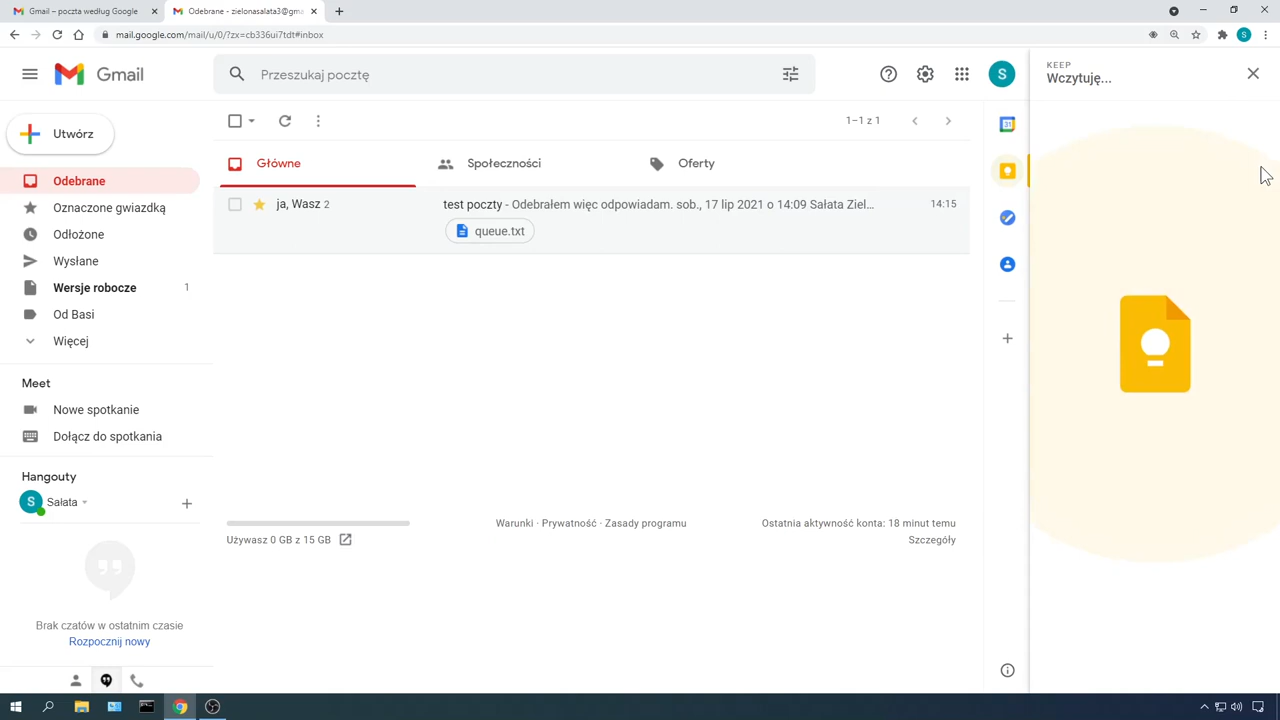 Gmail – poczta według Google
Odebrane - zielonasalata3@gma
mail.google.com/mail/u/0/?zx=cb336ui7tdt#inbox
S
Gmail
Przeszukaj pocztę
S
KEEP
Wczytuję...
Utwórz
1–1 z 1
31
Główne
Społeczności
Oferty
Odebrane
ja, Wasz 2
test poczty - Odebrałem więc odpowiadam. sob., 17 lip 2021 o 14:09 Sałata Ziel...
14:15
queue.txt
Oznaczone gwiazdką
Odłożone
Wysłane
Wersje robocze
1
Od Basi
Więcej
Meet
Nowe spotkanie
Dołącz do spotkania
Hangouty
S
Sałata
Używasz 0 GB z 15 GB
Warunki · Prywatność · Zasady programu
Ostatnia aktywność konta: 18 minut temu
Szczegóły
Brak czatów w ostatnim czasie
Rozpocznij nowy